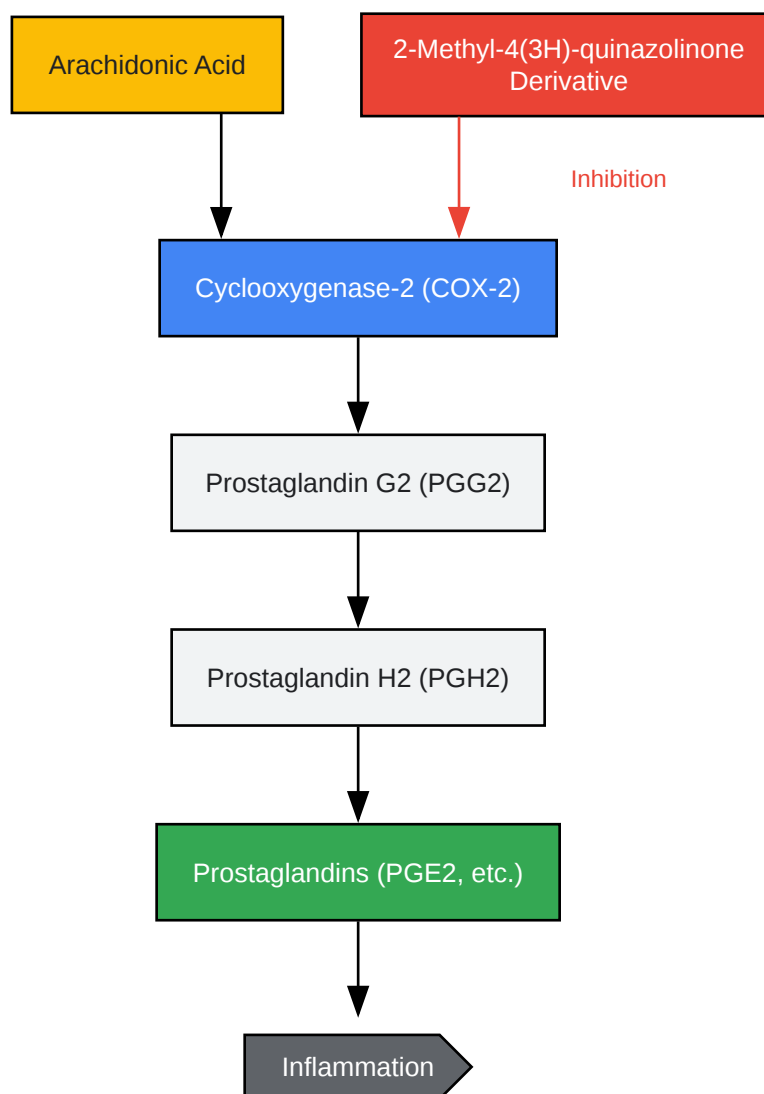 Arachidonic Acid
2-Methyl-4(3H)-quinazolinone
Derivative
Inhibition
Cyclooxygenase-2 (COX-2)
Prostaglandin G2 (PGG2)
Prostaglandin H2 (PGH2)
Prostaglandins (PGE2, etc.)
Inflammation